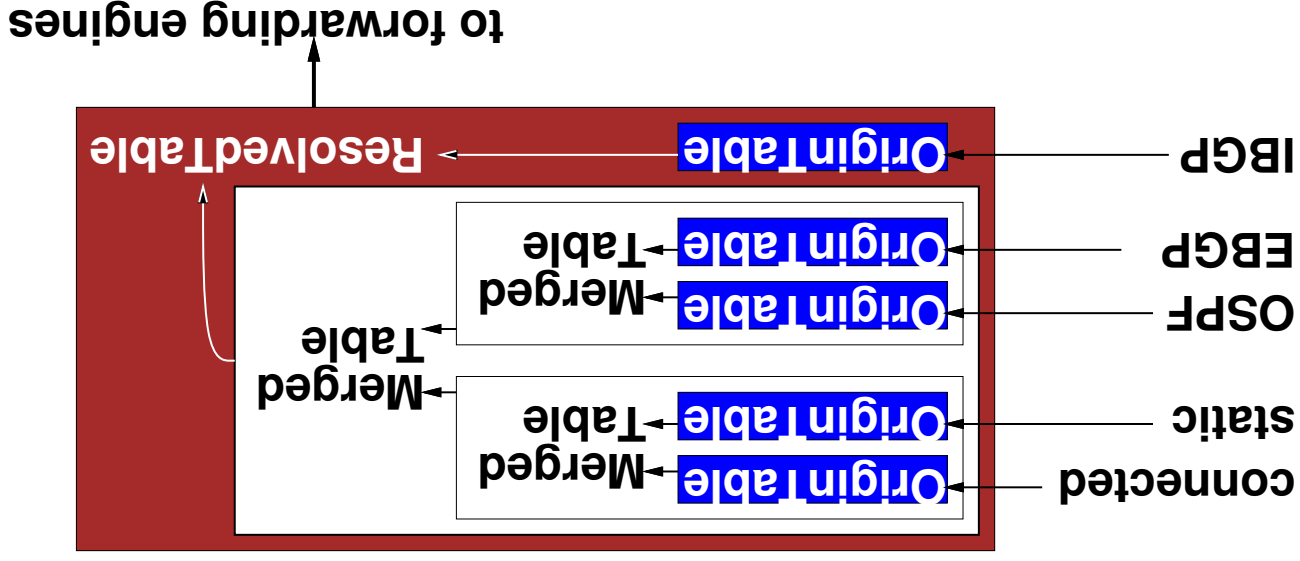 connected
OriginTable
Merged
Table
static
OriginTable
Merged
Table
OSPF
OriginTable
Merged
Table
EBGP
OriginTable
IBGP
OriginTable
ResolvedTable
to forwarding engines